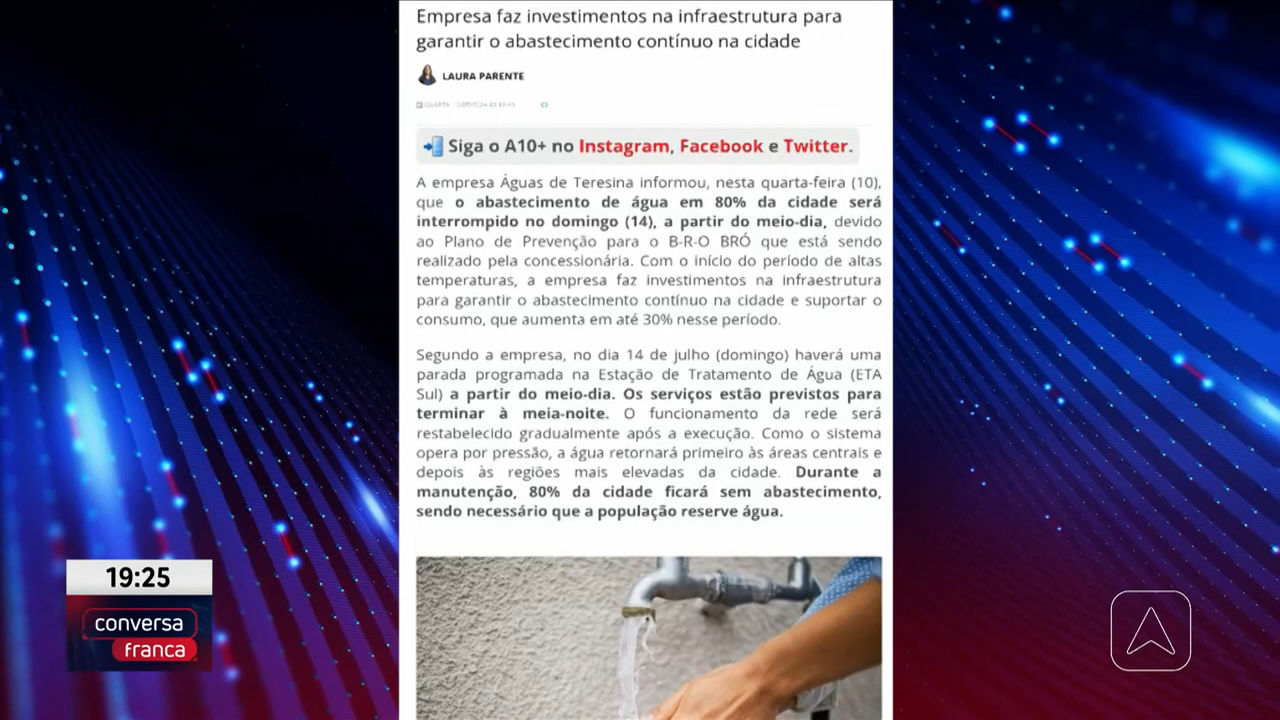 Empresa faz investimentos na infraestrutura para
garantir o abastecimento contínuo na cidade
LAURA PARENTE
Siga o A10+ no Instagram, Facebook e Twitter.
A empresa Águas de Teresina informou, nesta quarta-feira (10),
que o abastecimento de água em 80% da cidade será
interrompido no domingo (14), a partir do meio-dia, devido
ao Plano de Prevenção para o B-R-O BRÓ que está sendo
realizado pela concessionária. Com o início do período de altas
temperaturas, a empresa faz investimentos na infraestrutura
para garantir o abastecimento contínuo na cidade e suportar o
consumo, que aumenta em até 30% nesse período.
Segundo a empresa, no dia 14 de julho (domingo) haverá uma
parada programada na Estação de Tratamento de Água (ETA
Sul) a partir do meio-dia. Os serviços estão previstos para
terminar à meia-noite. O funcionamento da rede será
restabelecido gradualmente após a execução. Como o sistema
opera por pressão, a água retornará primeiro às áreas centrais e
depois às regiões mais elevadas da cidade. Durante a
manutenção, 80% da cidade ficará sem abastecimento,
sendo necessário que a população reserve água.
19:25
conversa
franca